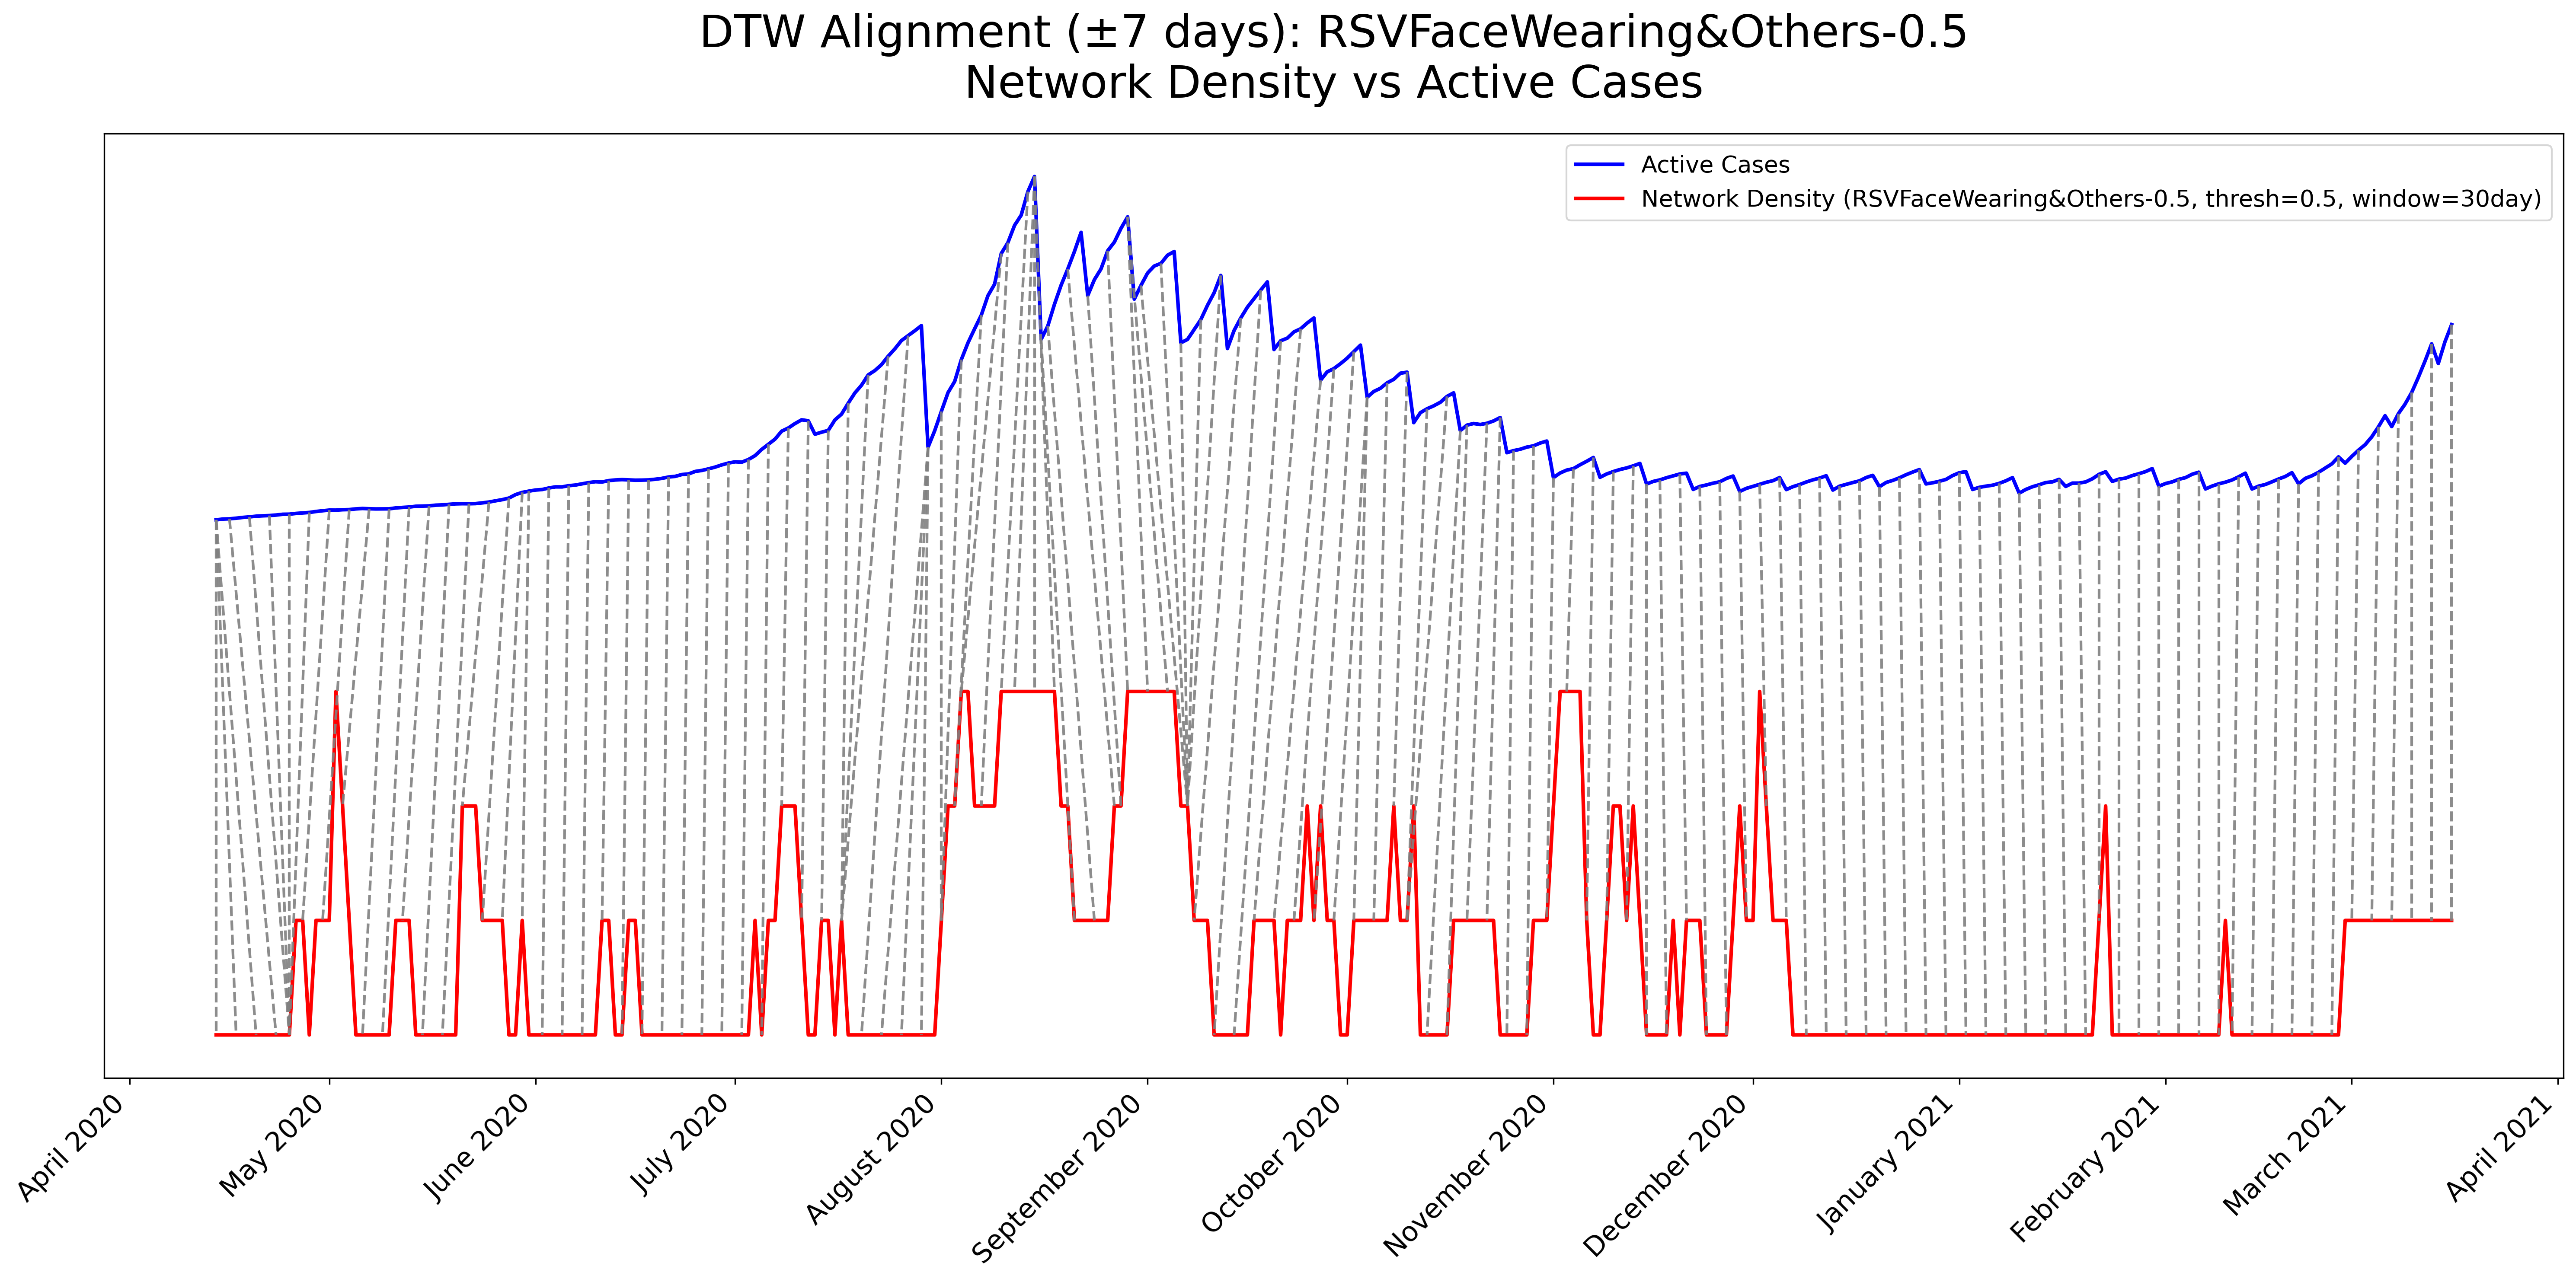 DTW Alignment (±7 days): RSVFaceWearing&Others-0.5
Network Density vs Active Cases
Active Cases
Network Density (RSVFaceWearing&Others-0.5, thresh=0.5, window=30day)
April 2020
May 2020
June 2020
July 2020
August 2020
September 2020
October 2020
November 2020
December 2020
January 2021
February 2021
March 2021
April 2021